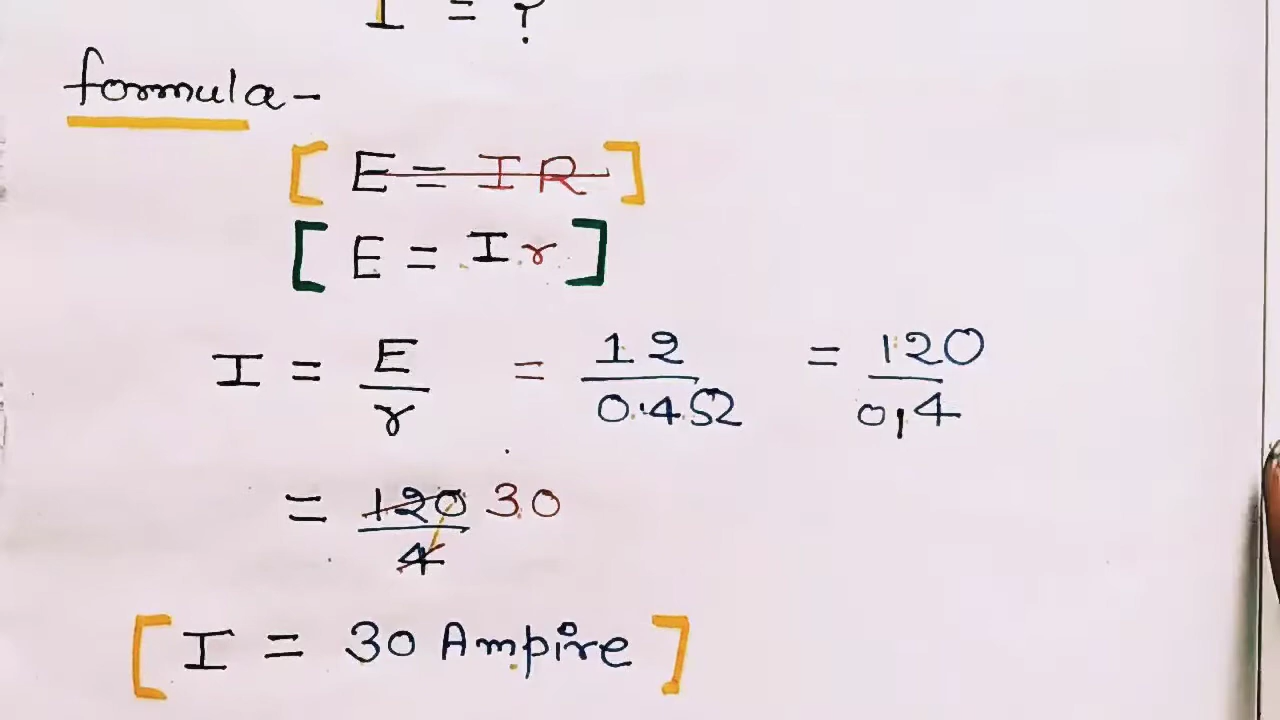 I = ?
formula-
[ E = IR ]
[ E = Ir ]
I = E/r = 12/0.4Ω = 120/0,4
= 120/4 30
[ I = 30 Ampire ]